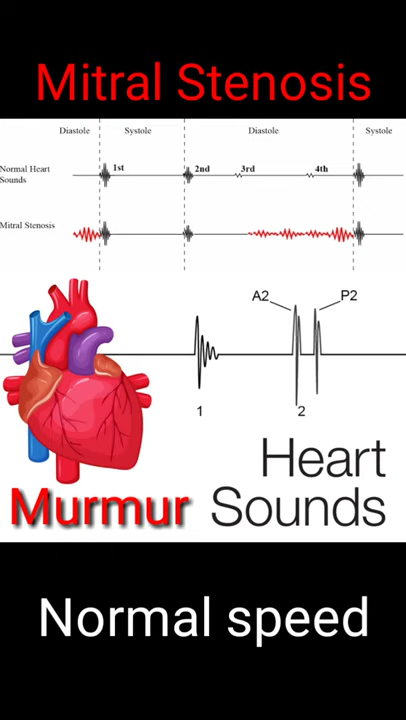 Mitral Stenosis
Diastole Systole Diastole Systole
Normal Heart
Sounds
1st 2nd 3rd 4th
Mitral Stenosis
A2 P2
1 2
Heart
Murmur Sounds
Normal speed